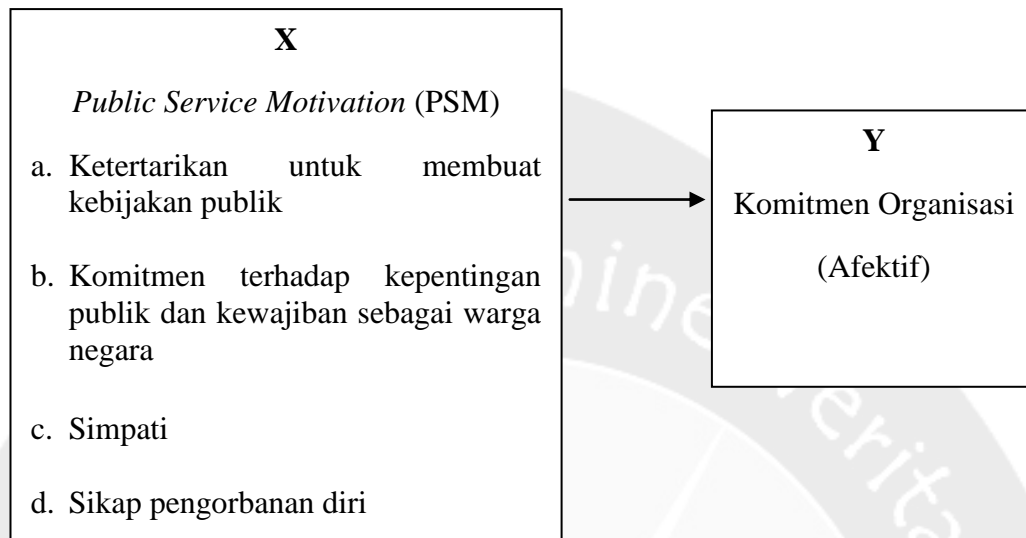 X
Public Service Motivation (PSM)
a. Ketertarikan untuk membuat
kebijakan publik
b. Komitmen terhadap kepentingan
publik dan kewajiban sebagai warga
negara
c. Simpati
d. Sikap pengorbanan diri
Y
Komitmen Organisasi
(Afektif)